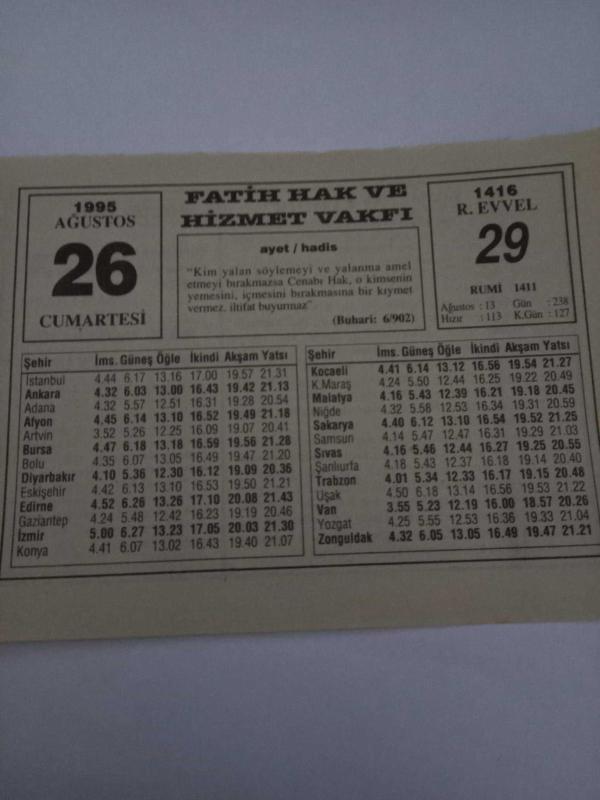 1995
AĞUSTOS
26
CUMARTESİ
FATİH HAK VE
HİZMET VAKFI
ayet / hadis
"Kim yalan söylemeyi ve yalanına amel
etmeyi bırakmazsa Cenabı Hak, o kimsenin
yemesini, içmesini bırakmasına bir kıymet
vermez, iltifat buyurmaz"
(Buhari: 6/902)
1416
R. EVVEL
29
RUMİ 1411
Ağustos : 13 Gün : 238
Hızır : 113 K.Gün : 127
Şehir İms. Güneş Öğle İkindi Akşam Yatsı
İstanbul 4.44 6.17 13.16 17.00 19.57 21.31
Ankara 4.32 6.03 13.00 16.43 19.42 21.13
Adana 4.32 5.57 12.51 16.31 19.28 20.54
Afyon 4.45 6.14 13.10 16.52 19.49 21.18
Artvin 3.52 5.26 12.25 16.09 19.07 20.41
Bursa 4.47 6.18 13.18 16.59 19.56 21.28
Bolu 4.35 6.07 13.05 16.49 19.47 21.20
Diyarbakır 4.10 5.36 12.30 16.12 19.09 20.36
Eskişehir 4.42 6.13 13.10 16.53 19.50 21.21
Edirne 4.52 6.26 13.26 17.10 20.08 21.43
Gaziantep 4.24 5.48 12.42 16.23 19.19 20.46
İzmir 5.00 6.27 13.23 17.05 20.03 21.30
Konya 4.41 6.07 13.02 16.43 19.40 21.07
Şehir İms. Güneş Öğle İkindi Akşam Yatsı
Kocaeli 4.41 6.14 13.12 16.56 19.54 21.27
K.Maraş 4.24 5.50 12.44 16.25 19.22 20.49
Malatya 4.16 5.43 12.39 16.21 19.18 20.45
Niğde 4.32 5.58 12.53 16.34 19.31 20.59
Sakarya 4.40 6.12 13.10 16.54 19.52 21.25
Samsun 4.14 5.47 12.47 16.31 19.29 21.03
Sıvas 4.16 5.46 12.44 16.27 19.25 20.55
Şanlıurfa 4.18 5.43 12.37 16.18 19.14 20.40
Trabzon 4.01 5.34 12.33 16.17 19.15 20.48
Uşak 4.50 6.18 13.14 16.56 19.53 21.22
Van 3.55 5.23 12.19 16.00 18.57 20.26
Yozgat 4.25 5.55 12.53 16.36 19.33 21.04
Zonguldak 4.32 6.05 13.05 16.49 19.47 21.21